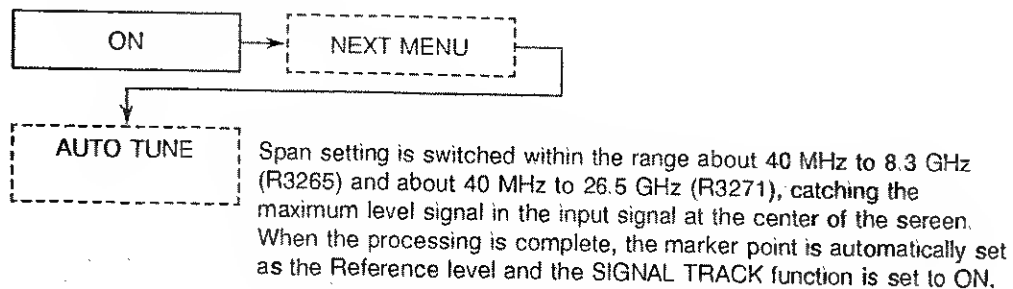 ON
NEXT MENU
AUTO TUNE
Span setting is switched within the range about 40 MHz to 8.3 GHz
(R3265) and about 40 MHz to 26.5 GHz (R3271), catching the
maximum level signal in the input signal at the center of the sereen.
When the processing is complete, the marker point is automatically set
as the Reference level and the SIGNAL TRACK function is set to ON.